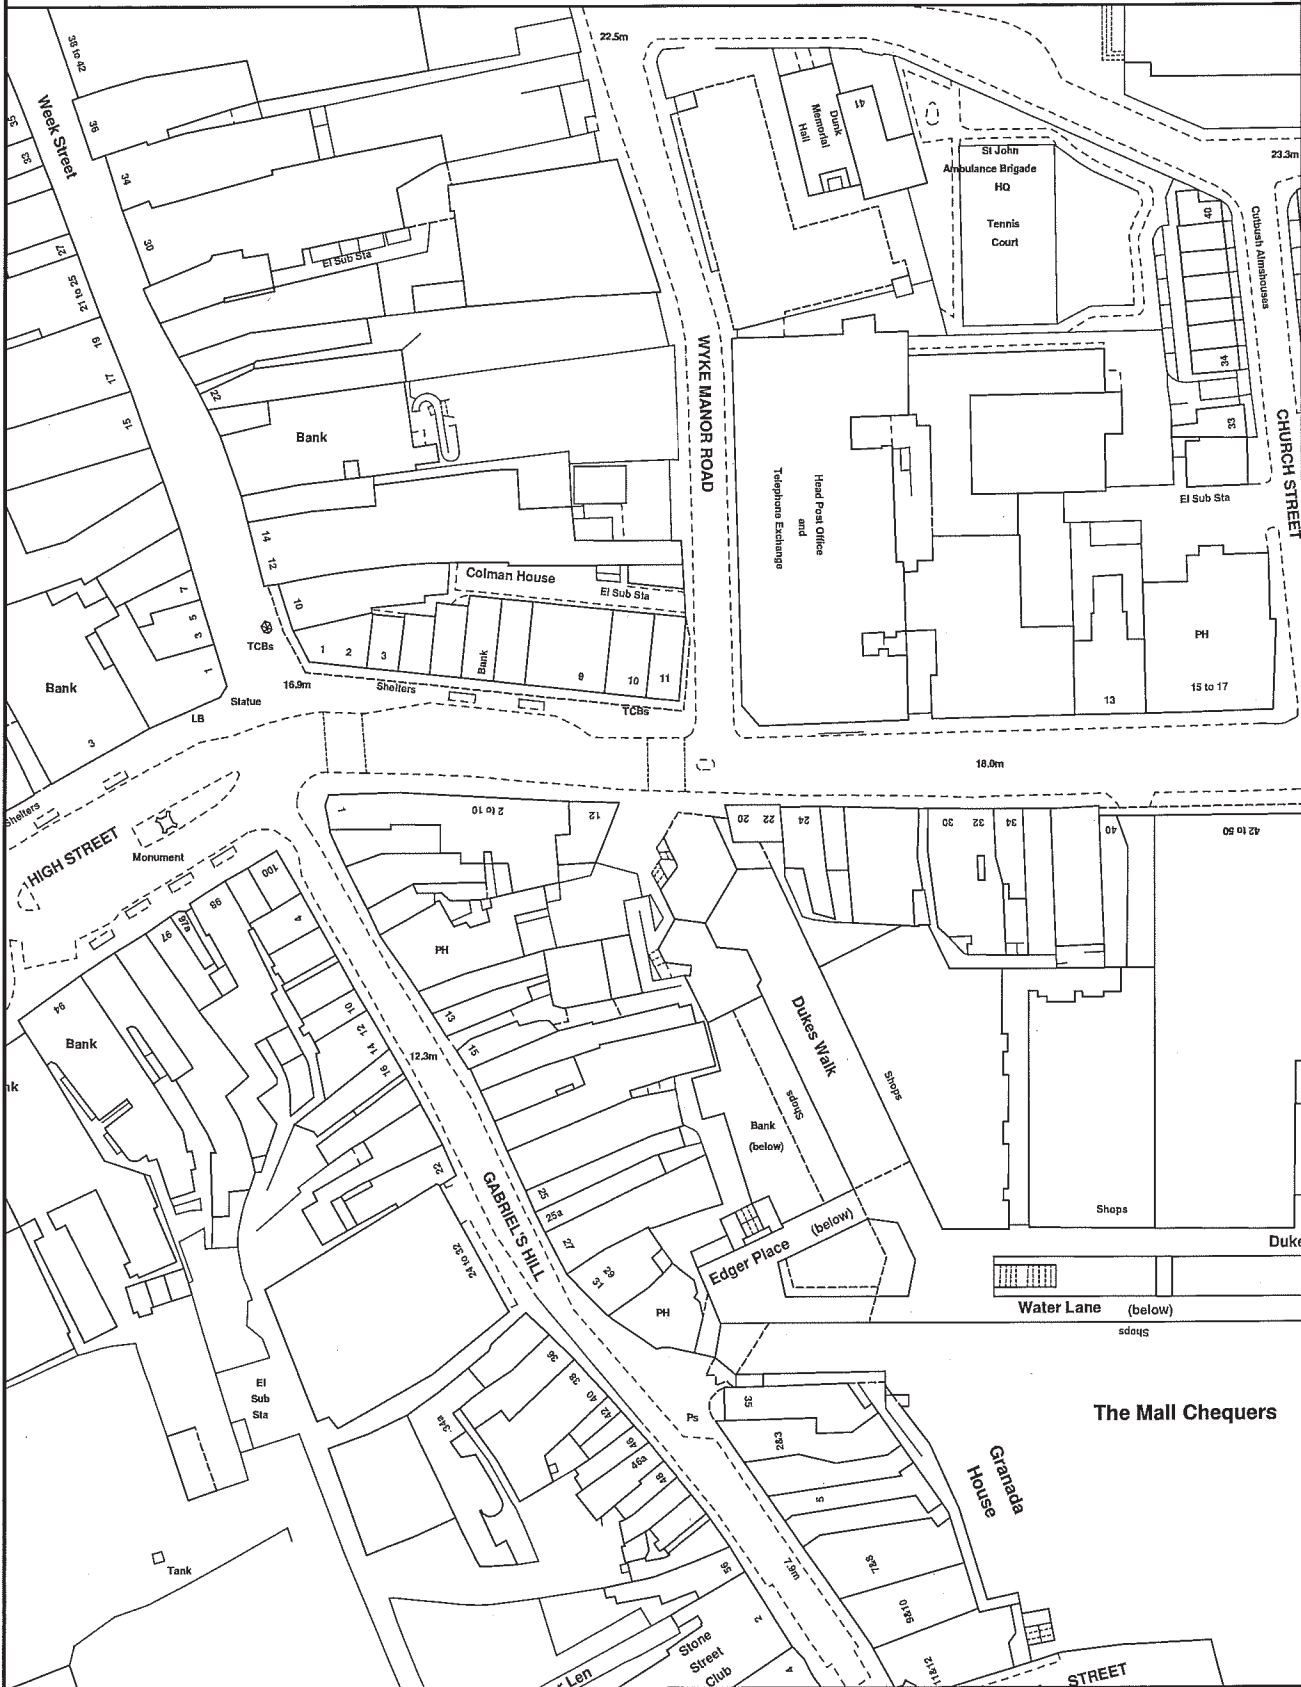 38 to 42
22.5m
Week Street
35
33
36
34
30
27
21 to 25
19
17
15
El Sub Sta
22
Bank
14
12
10
7
5
3
1
TCBs
16.9m
Bank
Statue
LB
3
Colman House
El Sub Sta
1
2
3
Bank
9
10
11
Shelters
TCBs
WYKE MANOR ROAD
Dunk
Memorial
Hall
41
St John
Ambulance Brigade
HQ
Tennis
Court
23.3m
40
Cutbush Almshouses
34
33
El Sub Sta
CHURCH STREET
Head Post Office
and
Telephone Exchange
PH
13
15 to 17
18.0m
Shelters
HIGH STREET
Monument
1
2 to 10
12
20
22
24
30
32
34
40
42 to 50
100
98
97a
97
94
Bank
nk
4
10
12
14
16
22
PH
13
15
12.3m
Dukes Walk
Shops
Shops
Bank
(below)
Shops
25
25a
27
29
31
PH
GABRIEL'S HILL
24 to 32
Edger Place (below)
Duke
Water Lane (below)
Shops
El
Sub
Sta
34a
36
38
40
42
46
46a
48
56
Ps
35
2&3
5
7&8
9&10
11&12
7.9m
The Mall Chequers
Granada
House
Tank
2
4
Stone
Street
Club
r Len
STREET